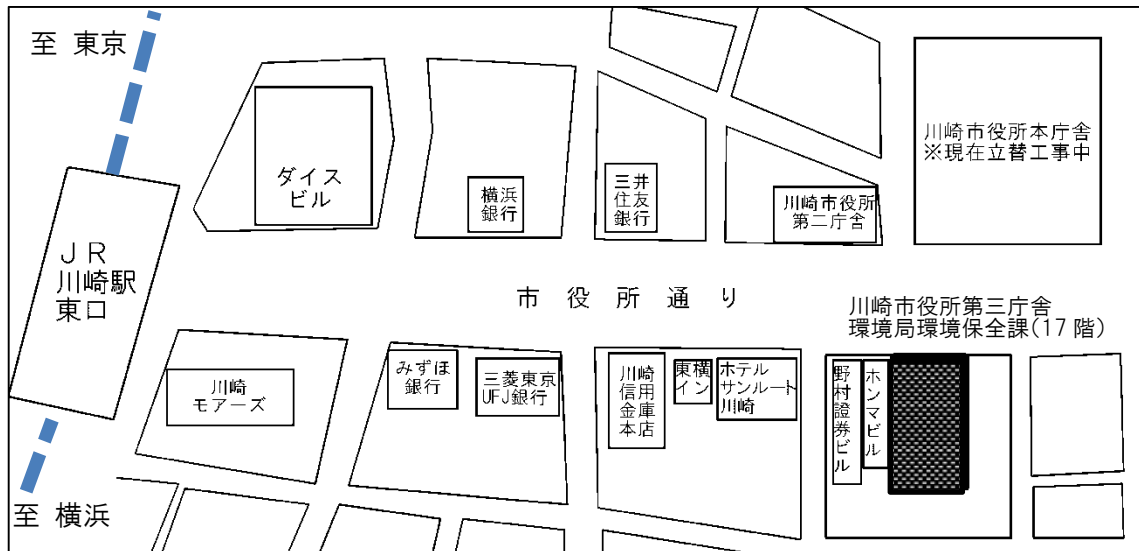 至 東京
ＪＲ
川崎駅
東口
至 横浜
ダイス
ビル
横浜
銀行
三井
住友
銀行
川崎市役所
第二庁舎
川崎市役所本庁舎
※現在立替工事中
市 役 所 通 り
川崎市役所第三庁舎
環境局環境保全課(17 階)
川崎
モアーズ
みずほ
銀行
三菱東京
UFJ銀行
川崎
信用
金庫
本店
東横
イン
ホテル
サンルート
川崎
野村證券ビル
ホンマビル